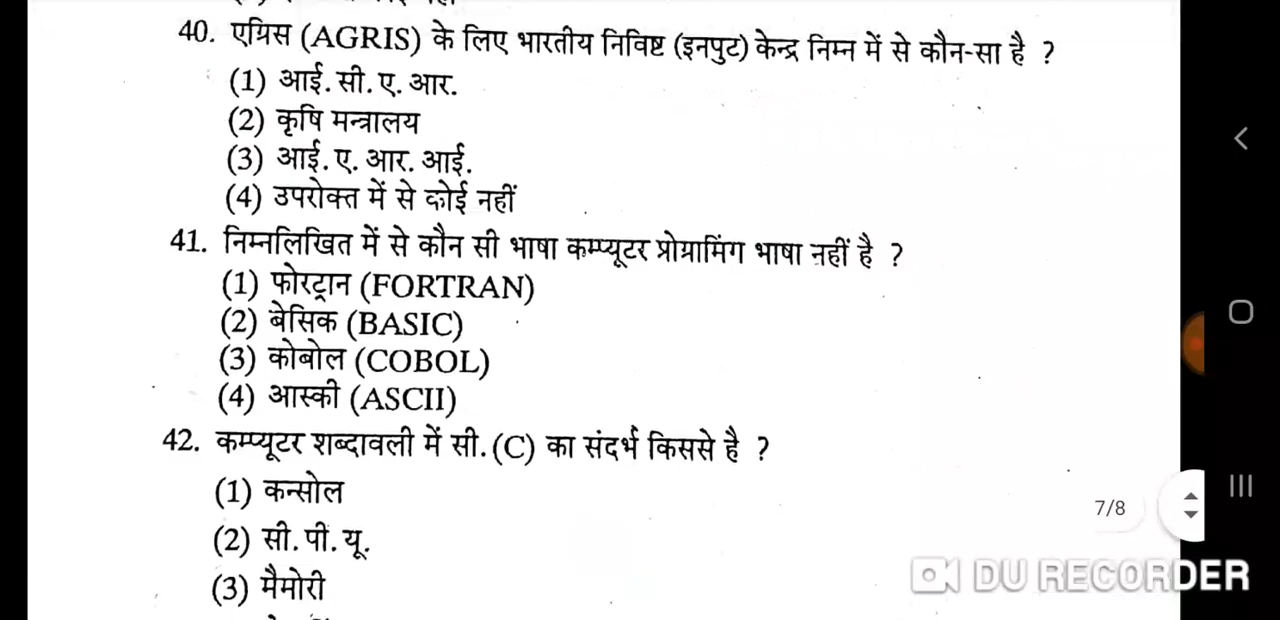 40. एग्रिस (AGRIS) के लिए भारतीय निविष्ट (इनपुट) केन्द्र निम्न में से कौन-सा है ?
(1) आई. सी. ए. आर.
(2) कृषि मन्त्रालय
(3) आई. ए. आर. आई.
(4) उपरोक्त में से कोई नहीं
41. निम्नलिखित में से कौन सी भाषा कम्प्यूटर प्रोग्रामिंग भाषा नहीं है ?
(1) फोरट्रान (FORTRAN)
(2) बेसिक (BASIC)
(3) कोबोल (COBOL)
(4) आस्की (ASCII)
42. कम्प्यूटर शब्दावली में सी. (C) का संदर्भ किससे है ?
(1) कन्सोल
(2) सी. पी. यू.
(3) मैमोरी
7/8
DU RECORDER